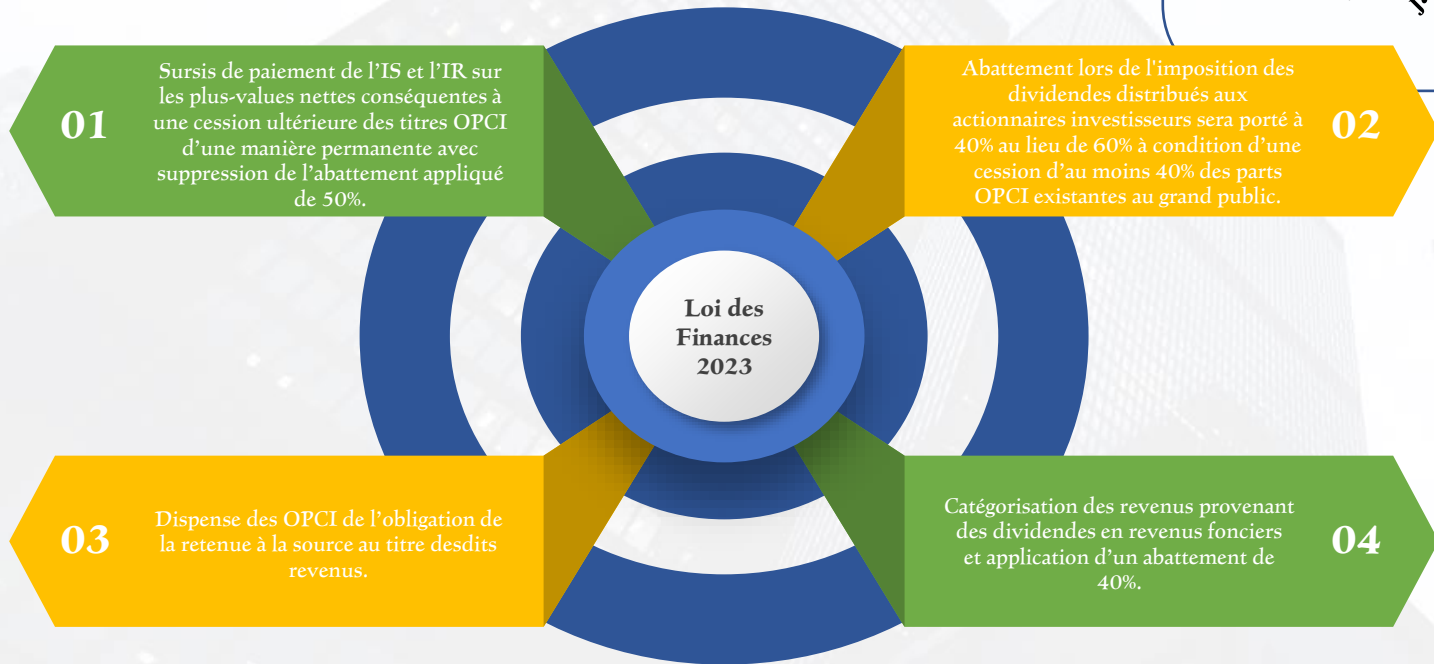 01
Sursis de paiement de l'IS et l'IR sur
les plus-values nettes conséquentes à
une cession ultérieure des titres OPCI
d'une manière permanente avec
suppression de l'abattement appliqué
de 50%.
Abattement lors de l'imposition des
dividendes distribués aux
actionnaires investisseurs sera porté à
40% au lieu de 60% à condition d'une
cession d'au moins 40% des parts
OPCI existantes au grand public.
02
Loi des
Finances
2023
03
Dispense des OPCI de l'obligation de
la retenue à la source au titre desdits
revenus.
Catégorisation des revenus provenant
des dividendes en revenus fonciers
et application d'un abattement de
40%.
04